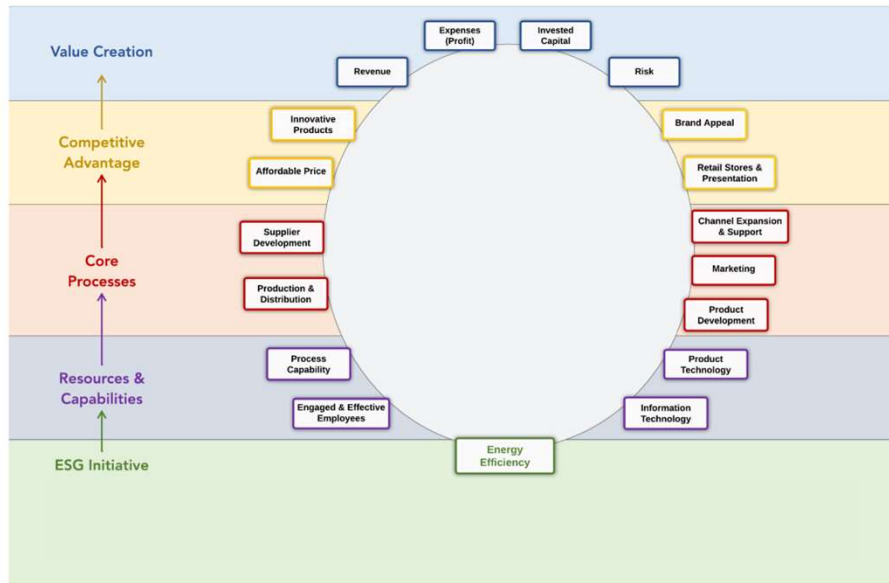 Value Creation
Expenses
(Profit)
Invested
Capital
Revenue
Risk
Competitive
Advantage
Innovative
Products
Brand Appeal
Affordable Price
Retail Stores &
Presentation
Core
Processes
Supplier
Development
Channel Expansion
& Support
Marketing
Production &
Distribution
Product
Development
Resources &
Capabilities
Process
Capability
Product
Technology
Engaged & Effective
Employees
Information
Technology
ESG Initiative
Energy
Efficiency